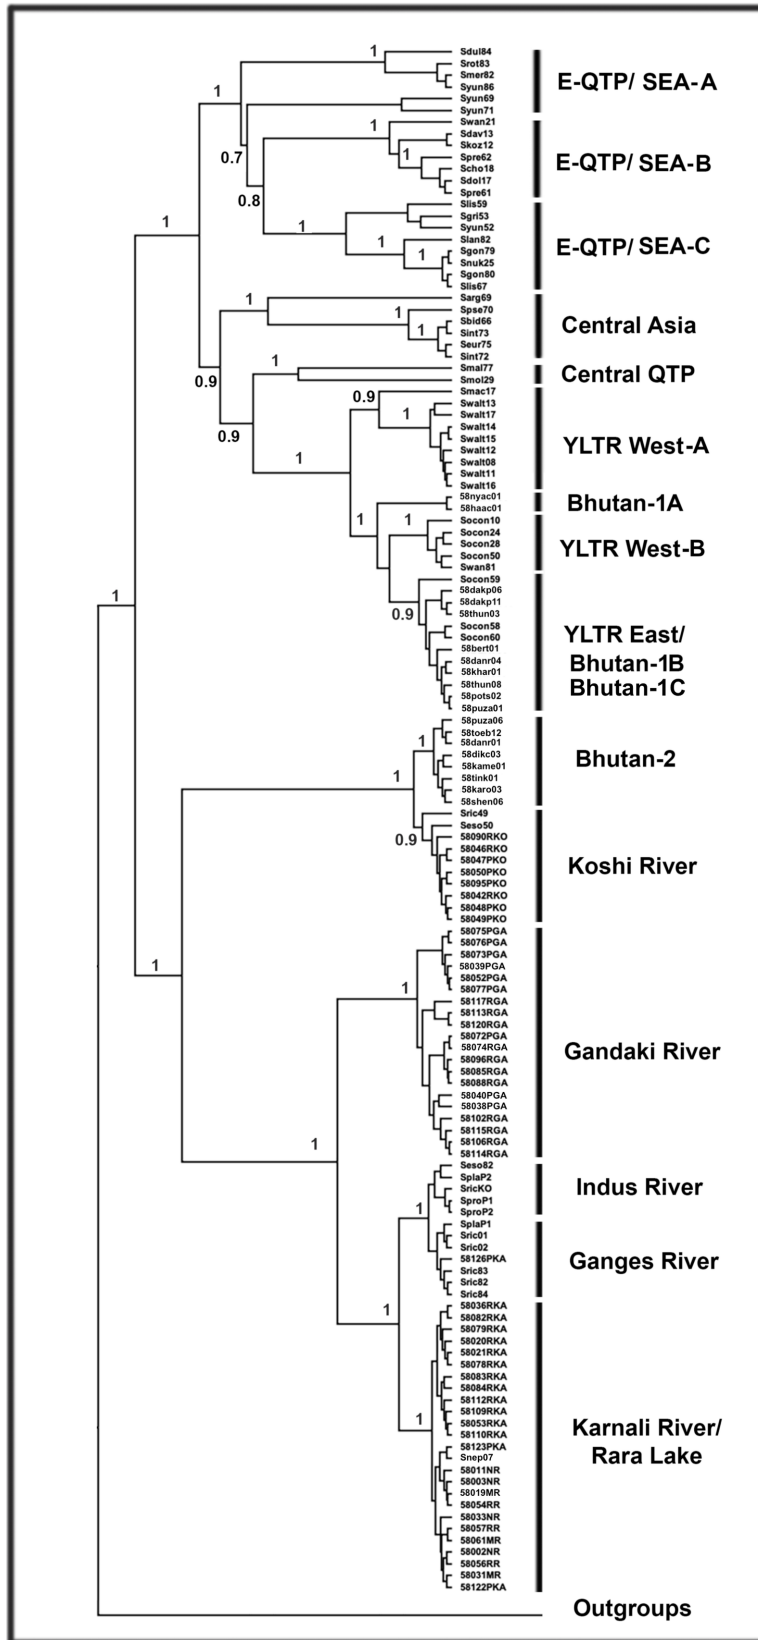 1
Sdul84
Srot83
Smer82
Syun86
E-QTP/ SEA-A
1
Syun69
Syun71
0.7
1
Swan21
Sdav13
Skoz12
1
Spre62
Scho18
Sdol17
Spre61
E-QTP/ SEA-B
0.8
1
Slis59
Sgri53
Syun52
1
Slan82
1
Sgon79
Snuk25
Sgon80
Slis67
E-QTP/ SEA-C
1
1
Sarg69
1
Spse70
1
Sbid66
Sint73
Seur75
Sint72
Central Asia
0.9
1
Smal77
Smol29
Central QTP
0.9
0.9
Smac17
1
Swalt13
Swalt17
Swalt14
Swalt15
Swalt12
Swalt08
Swalt11
Swalt16
YLTR West-A
1
1
58nyac01
58haac01
Bhutan-1A
1
Socon10
Socon24
Socon28
Socon50
Swan81
YLTR West-B
0.9
Socon59
58dakp06
58dakp11
58thun03
Socon58
Socon60
58bert01
58danr04
58khar01
58thun08
58pots02
58puza01
YLTR East/
Bhutan-1B
Bhutan-1C
1
1
1
58puza06
58toeb12
58danr01
58dikc03
58kame01
58tink01
58karo03
58shen06
Bhutan-2
0.9
Sric49
Seso50
58090RKO
58046RKO
58047PKO
58050PKO
58095PKO
58042RKO
58048PKO
58049PKO
Koshi River
1
1
58075PGA
58076PGA
58073PGA
58039PGA
58052PGA
58077PGA
58117RGA
58113RGA
58120RGA
58072PGA
58074RGA
58096RGA
58085RGA
58088RGA
58040PGA
58038PGA
58102RGA
58115RGA
58106RGA
58114RGA
Gandaki River
1
1
Seso82
SplaP2
SricKO
SproP1
SproP2
Indus River
SplaP1
Sric01
Sric02
58126PKA
Sric83
Sric82
Sric84
Ganges River
1
1
58036RKA
58082RKA
58079RKA
58020RKA
58021RKA
58078RKA
58083RKA
58084RKA
58112RKA
58109RKA
58053RKA
58110RKA
58123PKA
Snep07
58011NR
58003NR
58019MR
58054RR
58033NR
58057RR
58061MR
58002NR
58056RR
58031MR
58122PKA
Karnali River/
Rara Lake
Outgroups